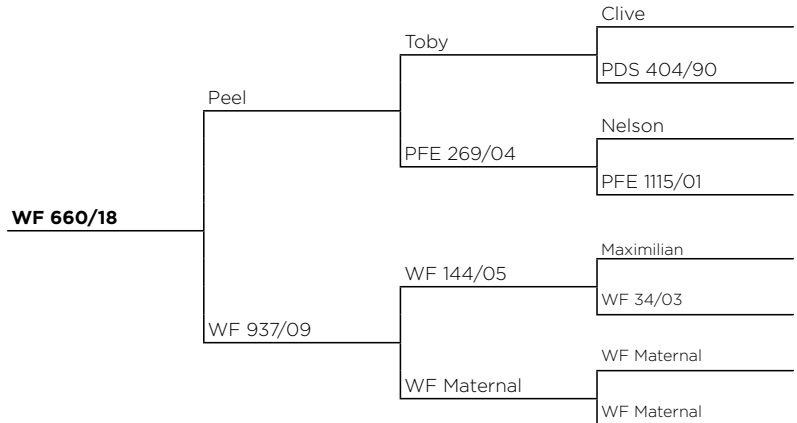 Clive
Toby
PDS 404/90
Peel
Nelson
PFE 269/04
PFE 1115/01
WF 660/18
Maximilian
WF 144/05
WF 34/03
WF 937/09
WF Maternal
WF Maternal
WF Maternal